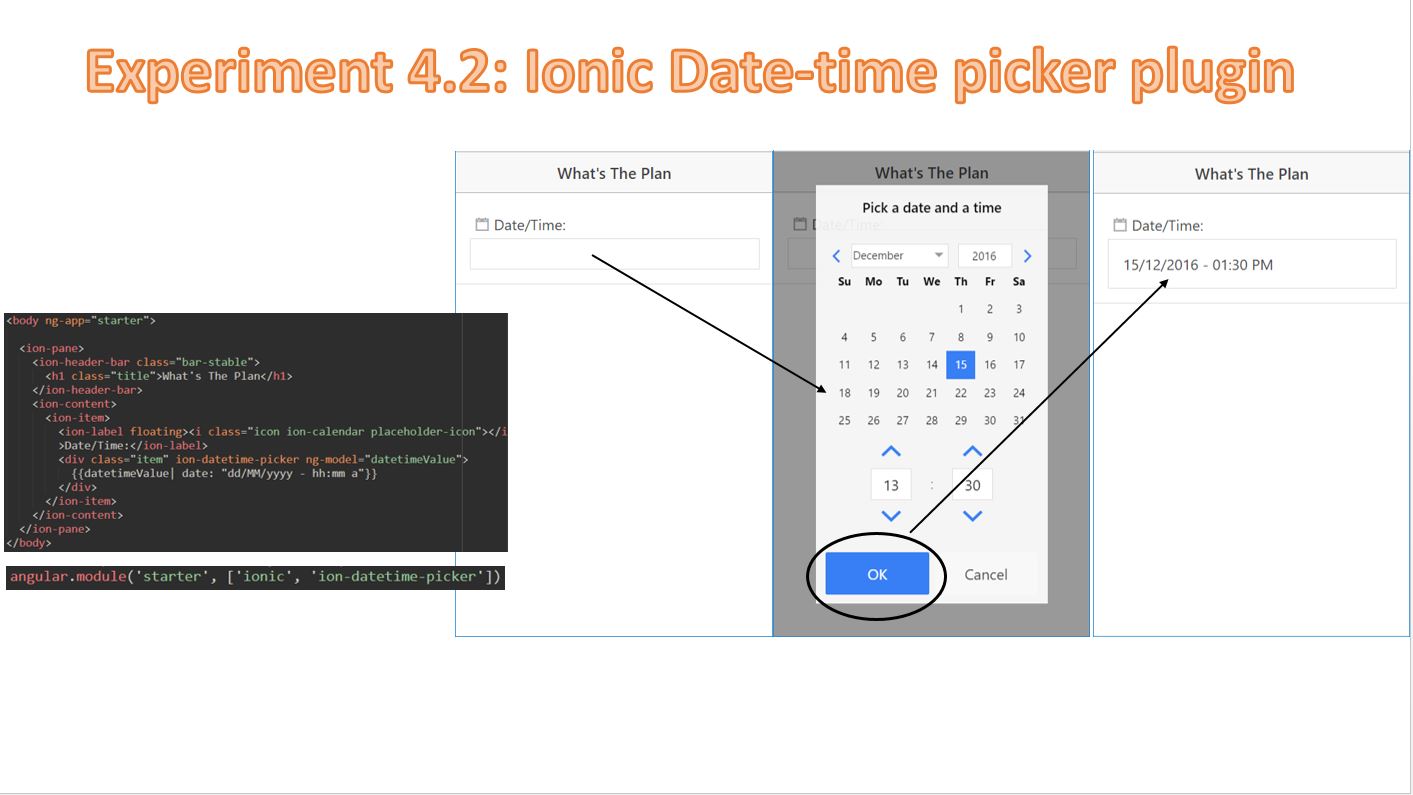 Experiment 4.2: Ionic Date-time picker plugin
<body ng-app="starter">
<ion-pane>
<ion-header-bar class="bar-stable">
<h1 class="title">What's The Plan</h1>
</ion-header-bar>
<ion-content>
<ion-item>
<ion-label floating><i class="icon ion-calendar placeholder-icon"></i
>Date/Time:</ion-label>
<div class="item" ion-datetime-picker ng-model="datetimeValue">
{{datetimeValue| date: "dd/MM/yyyy - hh:mm a"}}
</div>
</ion-item>
</ion-content>
</ion-pane>
</body>
angular.module('starter', ['ionic', 'ion-datetime-picker'])
What's The Plan
Date/Time:
What's The Plan
Date/Time:
Pick a date and a time
December 2016
Su Mo Tu We Th Fr Sa
1 2 3
4 5 6 7 8 9 10
11 12 13 14 15 16 17
18 19 20 21 22 23 24
25 26 27 28 29 30 31
13 : 30
OK Cancel
What's The Plan
Date/Time:
15/12/2016 - 01:30 PM